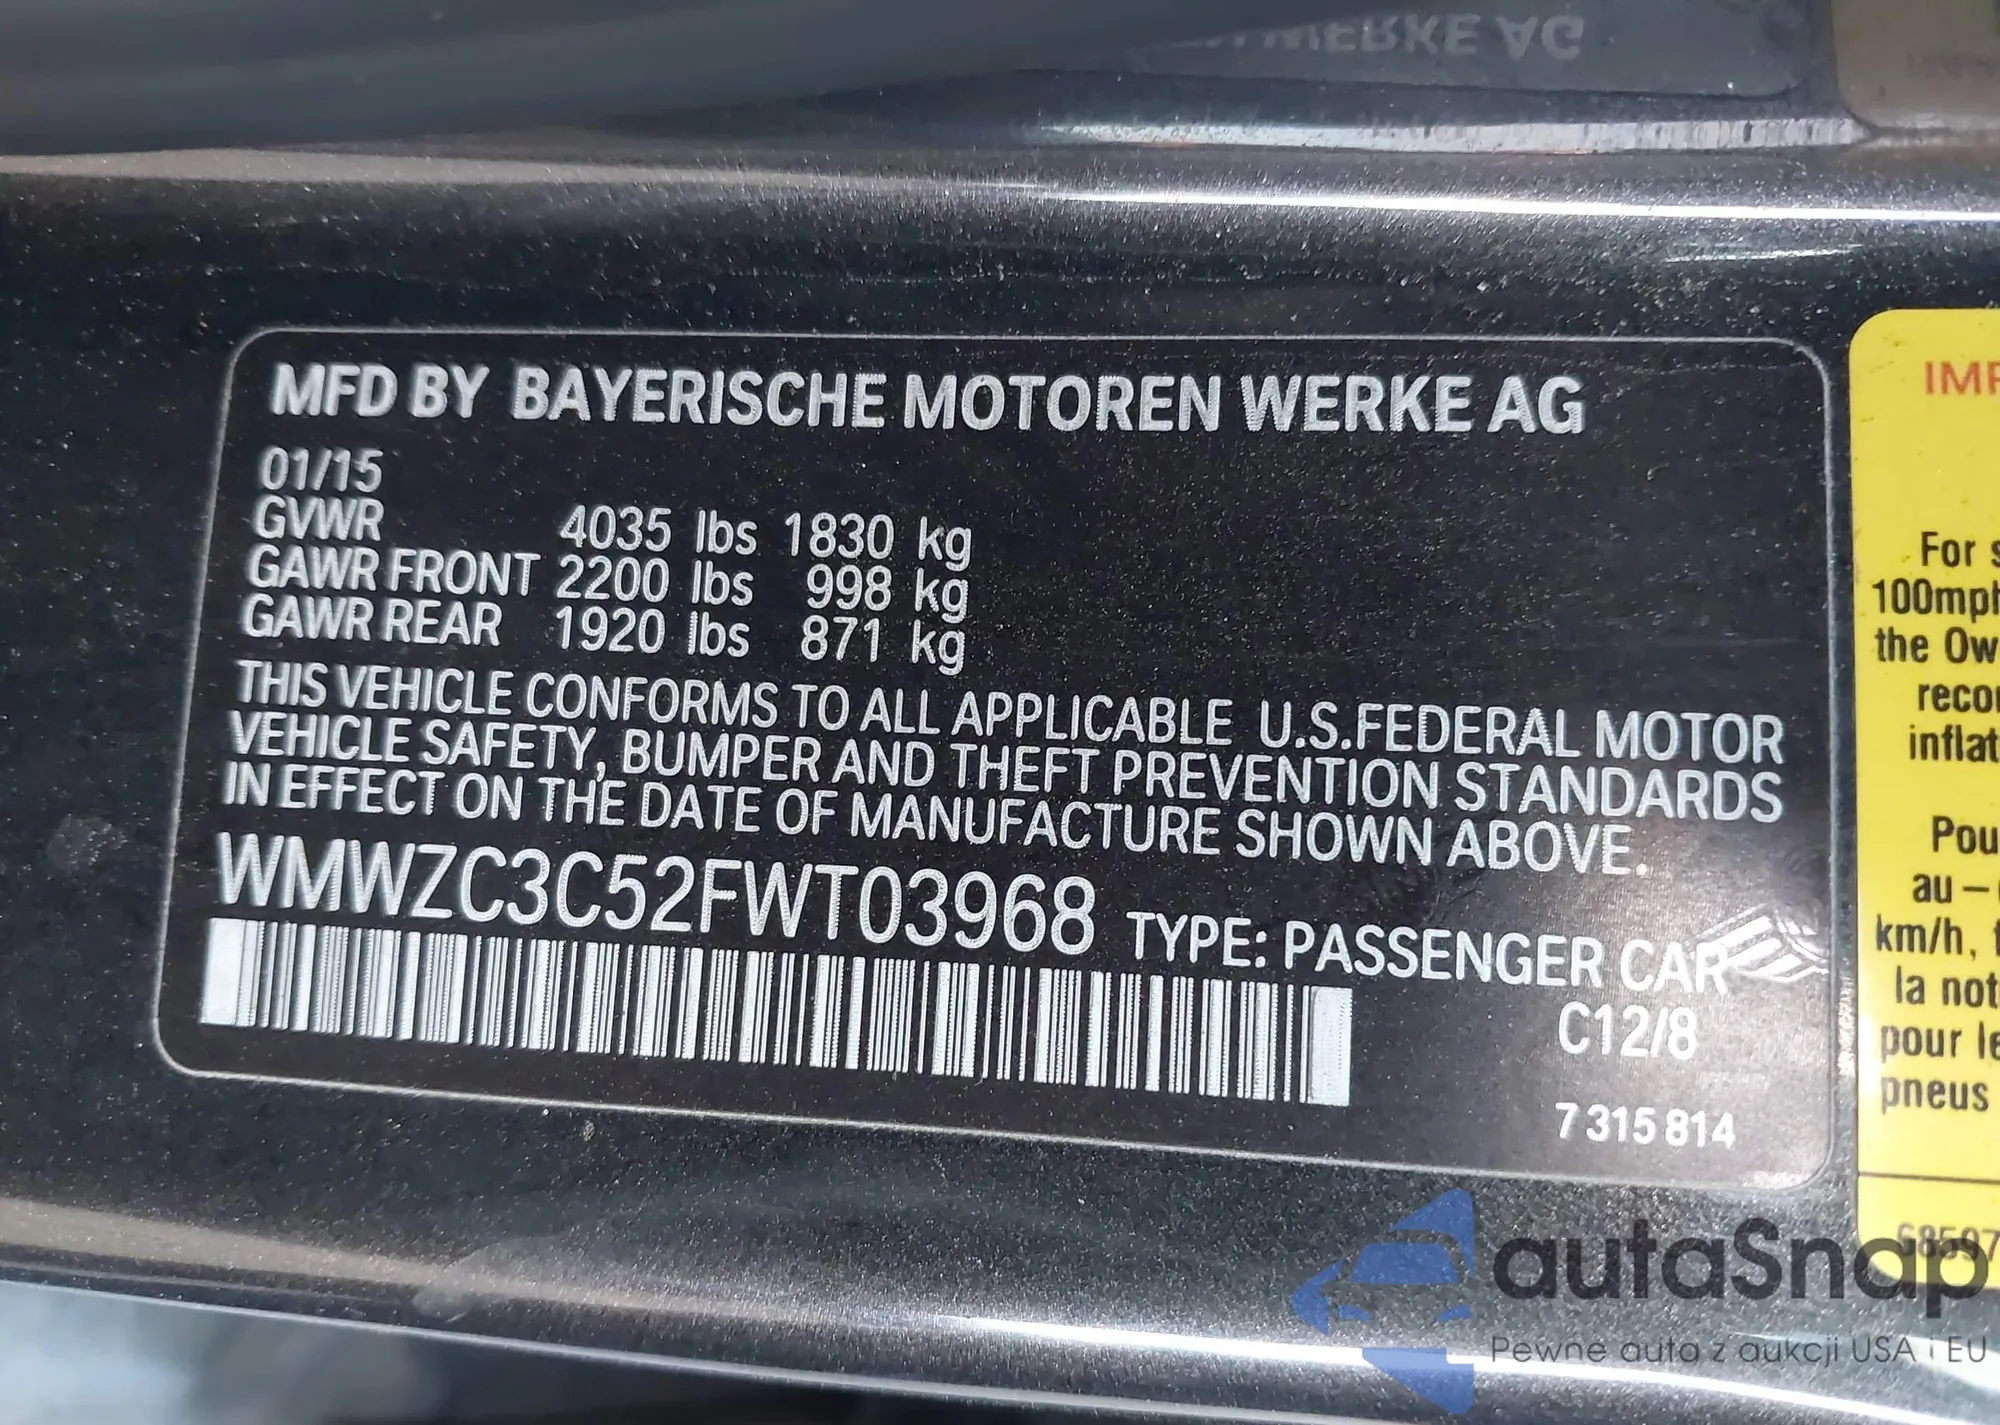 MFD BY BAYERISCHE MOTOREN WERKE AG
01/15
GVWR 4035 lbs 1830 kg
GAWR FRONT 2200 lbs 998 kg
GAWR REAR 1920 lbs 871 kg
THIS VEHICLE CONFORMS TO ALL APPLICABLE U.S.FEDERAL MOTOR
VEHICLE SAFETY, BUMPER AND THEFT PREVENTION STANDARDS
IN EFFECT ON THE DATE OF MANUFACTURE SHOWN ABOVE.
WMWZC3C52FWT03968 TYPE: PASSENGER CAR
C12/8
7 315 814
IMP
For s
100mph
the Ow
recor
inflat
Pou
au-
km/h, f
la not
pour le
pneus
68597
autaSnap
Pewne auta z aukcji USA i EU
WERKE AG